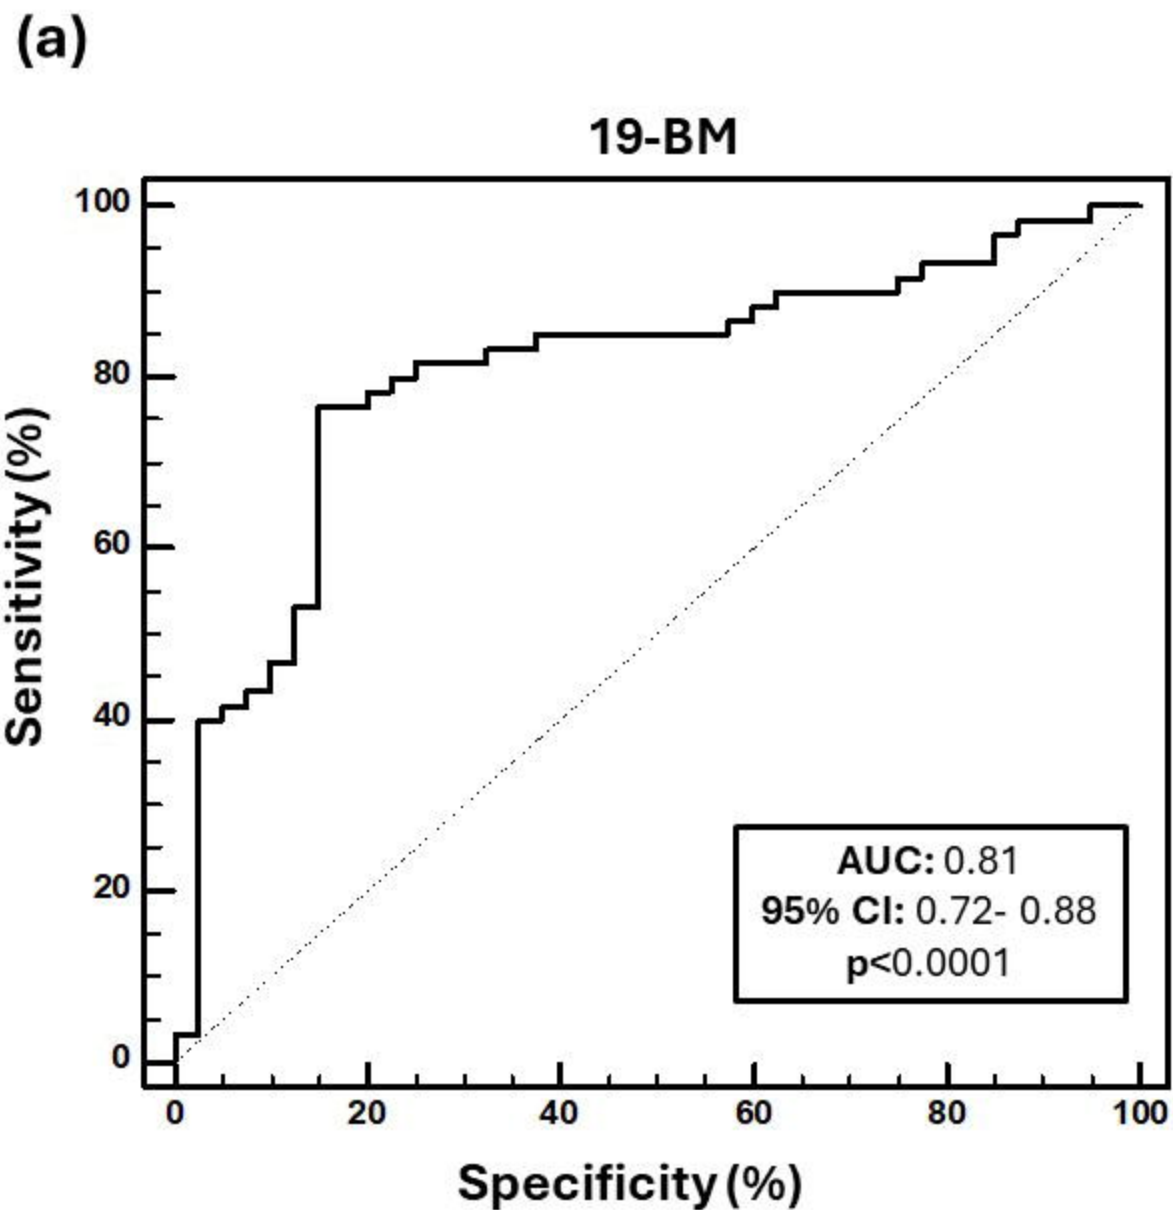 (a)
19-BM
100
80
60
40
20
0
Sensitivity (%)
AUC: 0.81
95% CI: 0.72- 0.88
p<0.0001
0 20 40 60 80 100
Specificity (%)